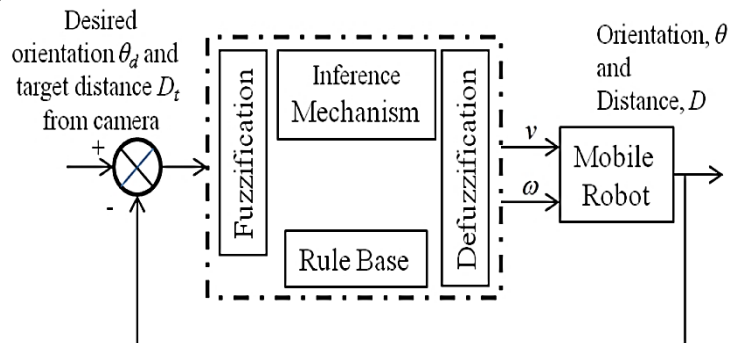 Desired
orientation θd and
target distance Dt
from camera
+
-
Fuzzification
Inference
Mechanism
Rule Base
Defuzzification
v
ω
Mobile
Robot
Orientation, θ
and
Distance, D